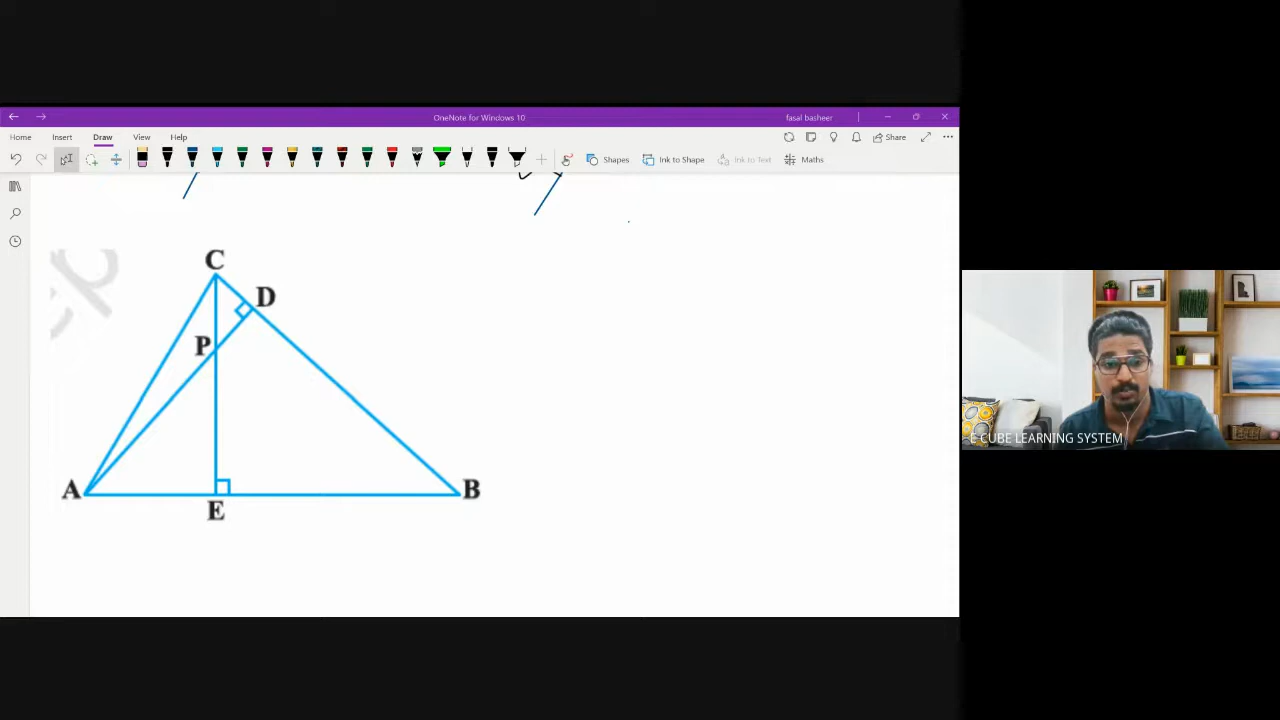 OneNote for Windows 10
fasal basheer
Home Insert Draw View Help
Share
Shapes Ink to Shape Ink to Text Maths
C
D
P
A
B
E
E CUBE LEARNING SYSTEM